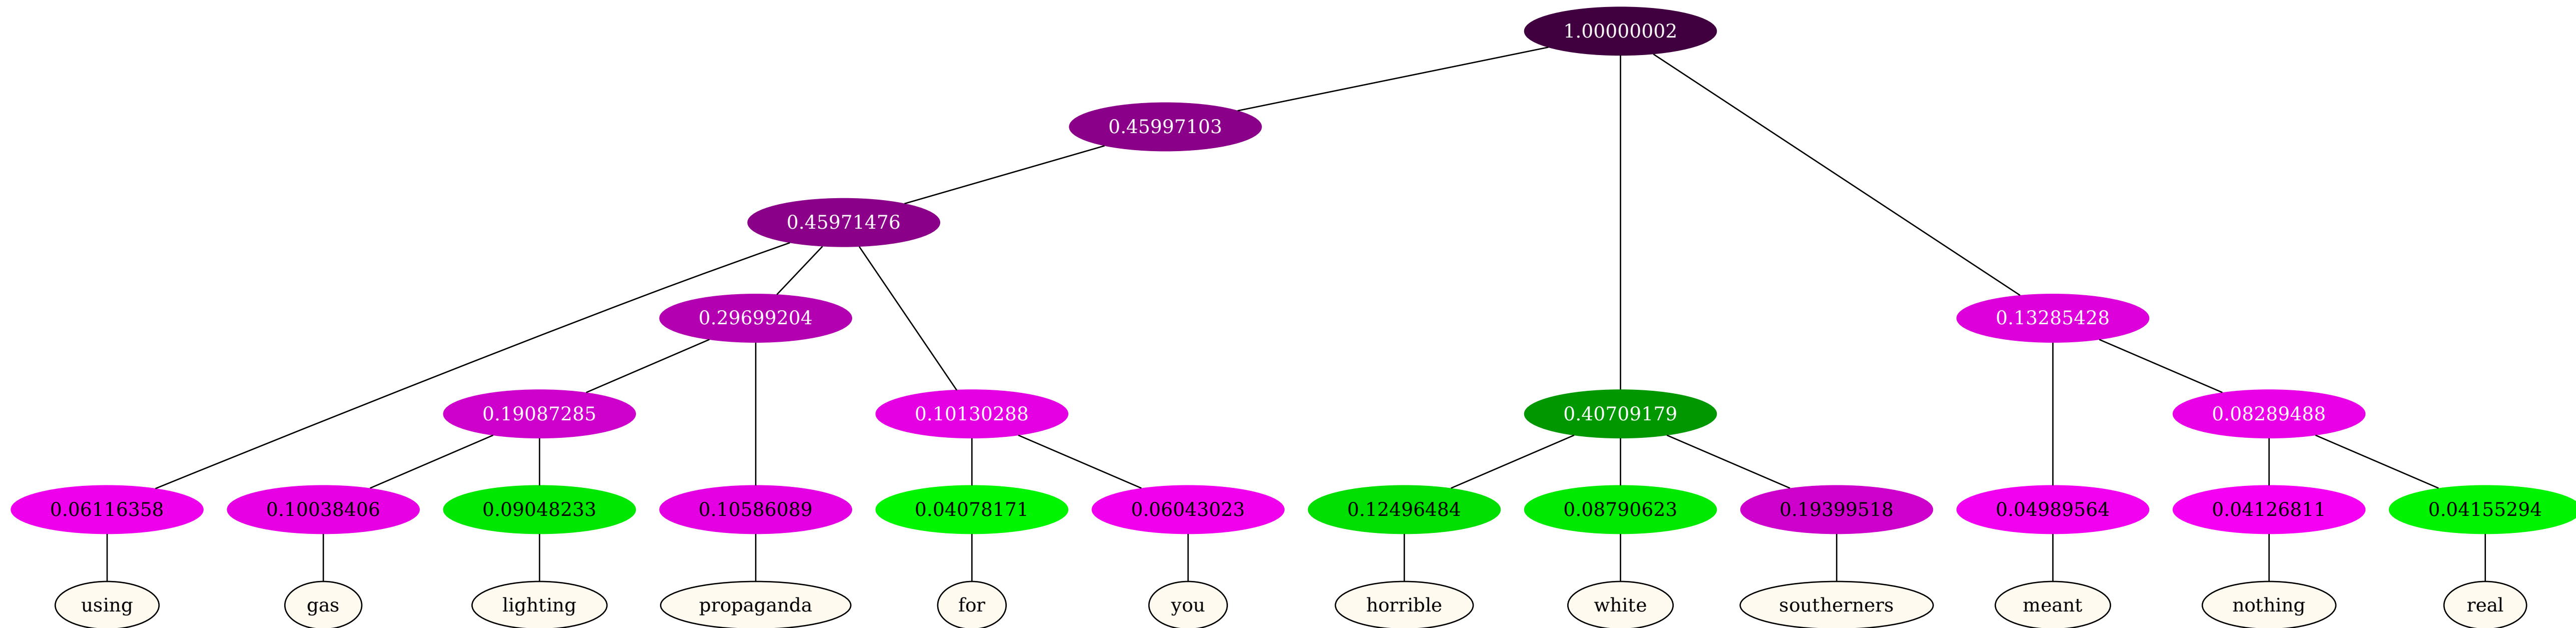 1.00000002
0.45997103
0.45971476
0.29699204 0.13285428
0.19087285 0.10130288 0.40709179 0.08289488
0.06116358 0.10038406 0.09048233 0.10586089 0.04078171 0.06043023 0.12496484 0.08790623 0.19399518 0.04989564 0.04126811 0.04155294
using gas lighting propaganda for you horrible white southerners meant nothing real